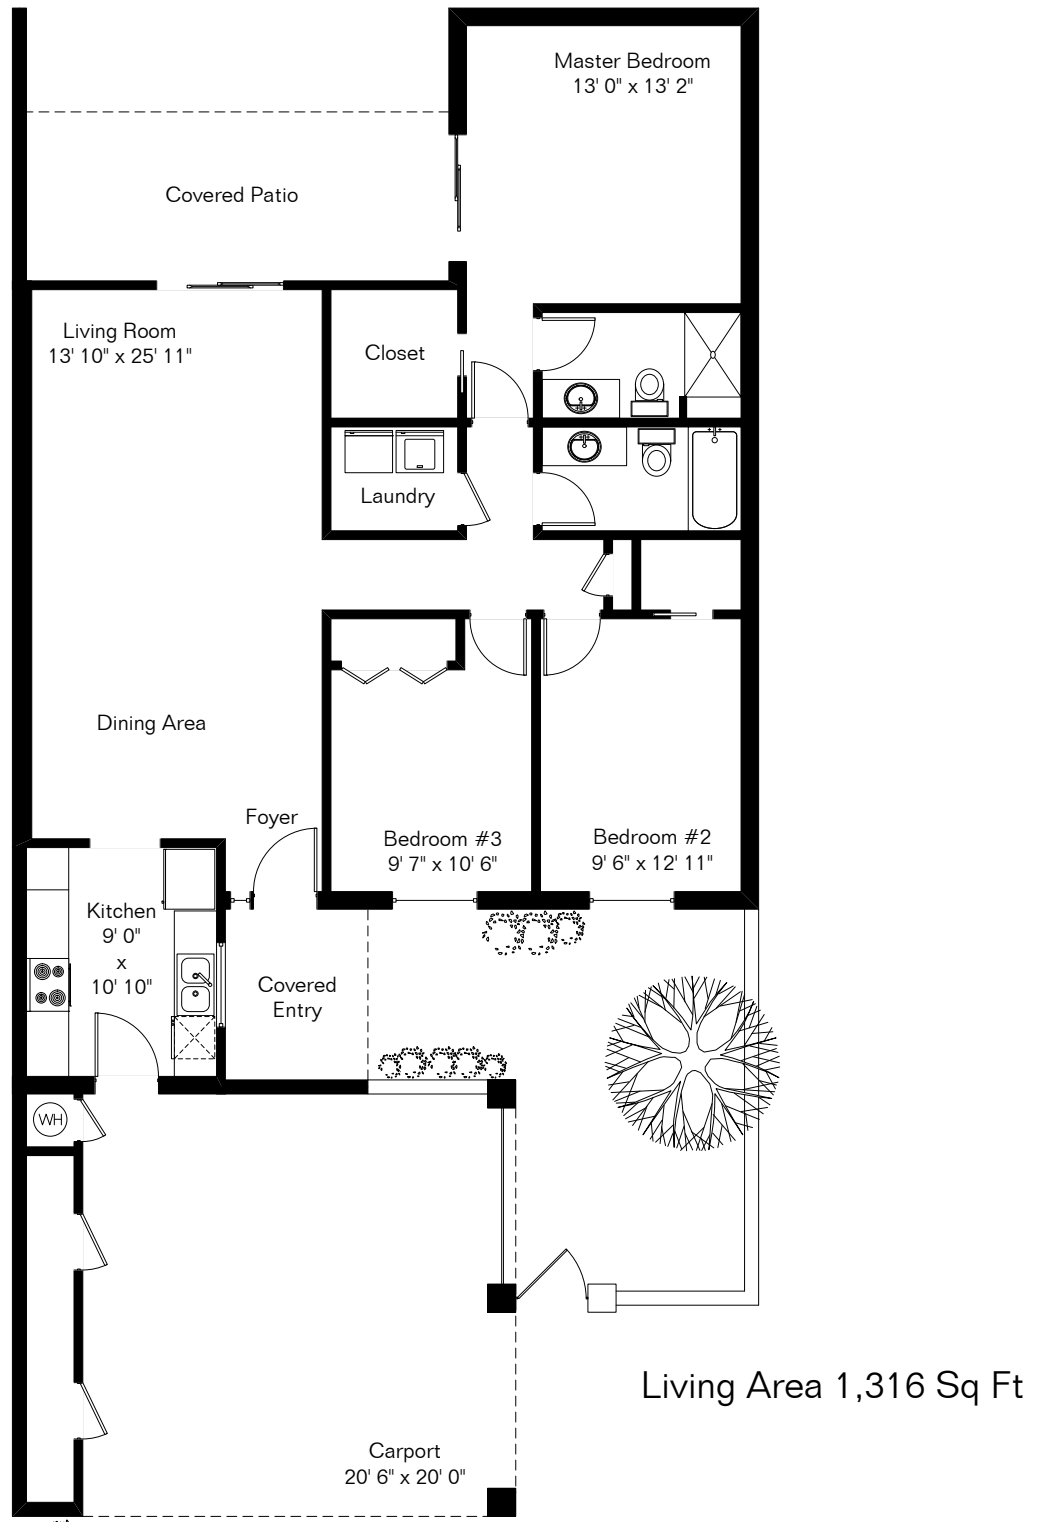 Master Bedroom
13' 0" x 13' 2"
Covered Patio
Living Room
13' 10" x 25' 11"
Closet
Laundry
Dining Area
Foyer
Bedroom #3
9' 7" x 10' 6"
Bedroom #2
9' 6" x 12' 11"
Kitchen
9' 0"
x
10' 10"
Covered
Entry
WH
Living Area 1,316 Sq Ft
Carport
20' 6" x 20' 0"